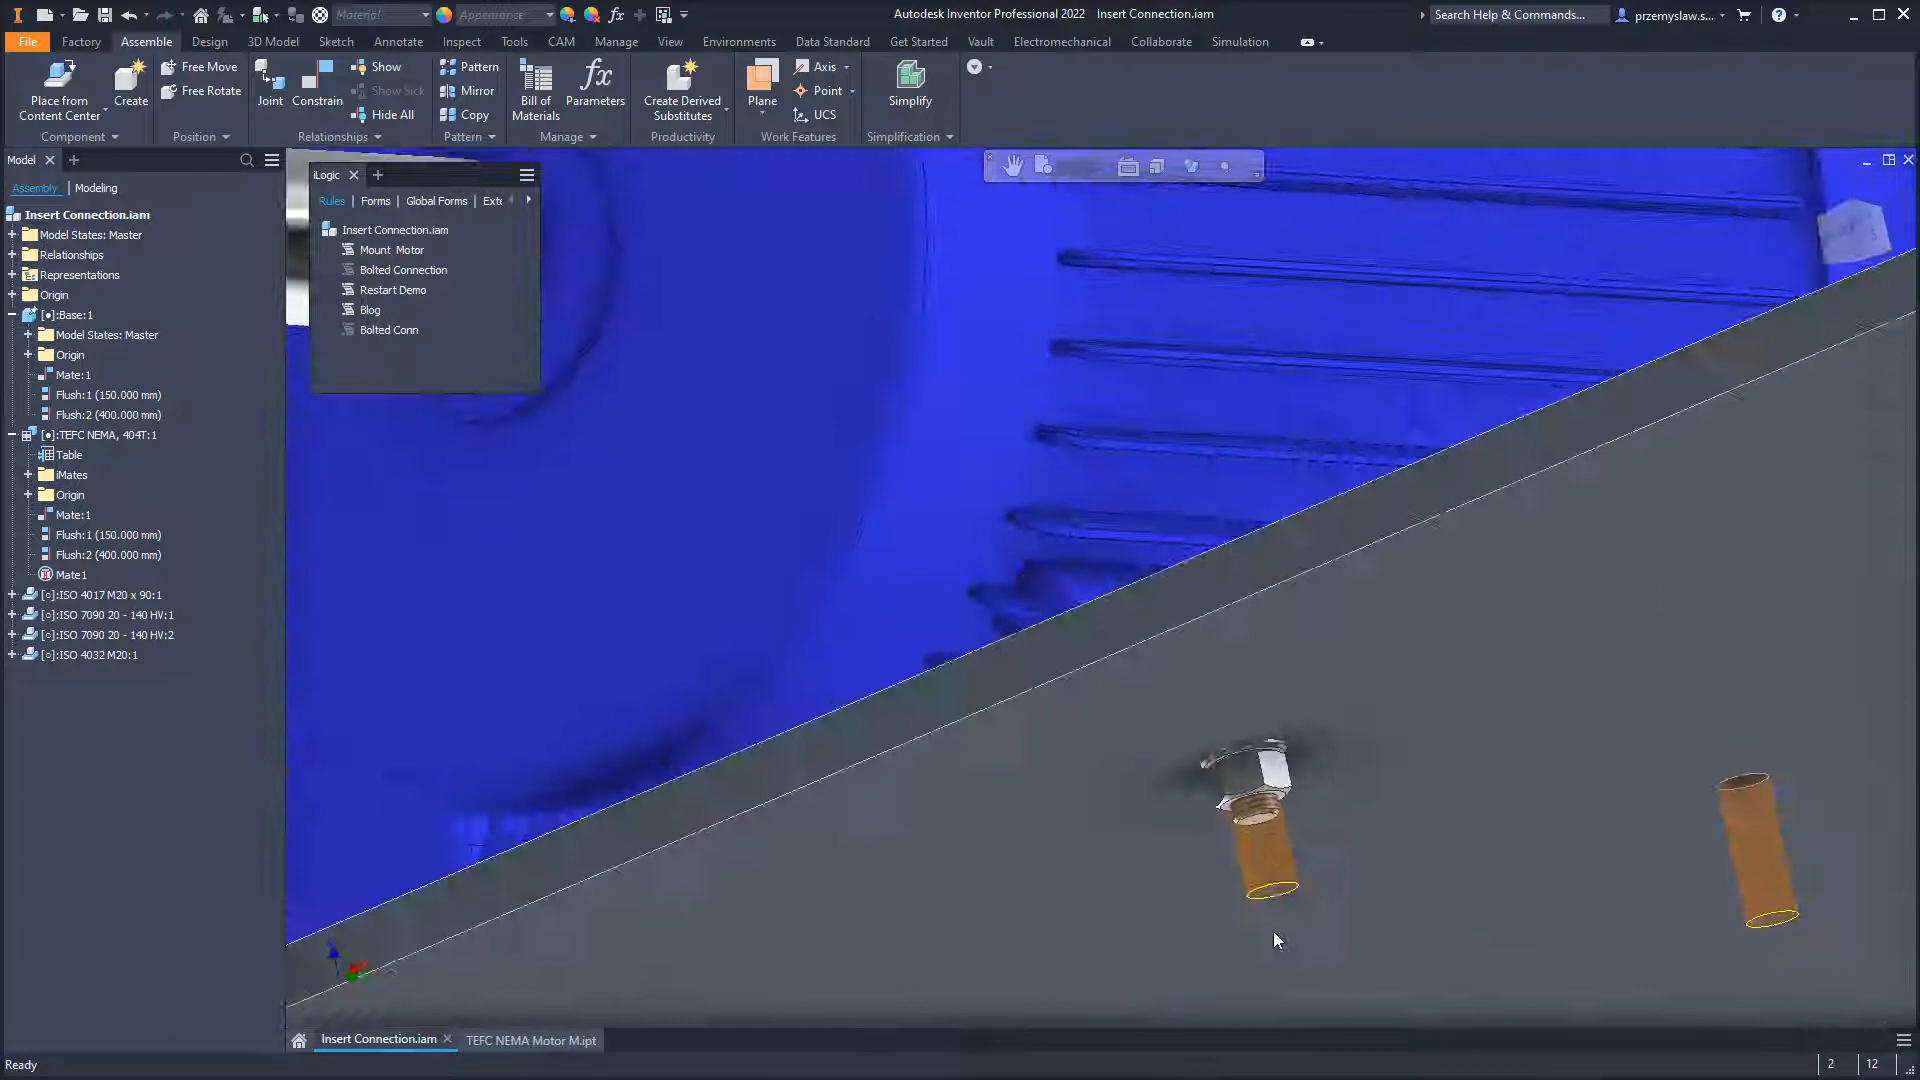 Material
Appearance
Autodesk Inventor Professional 2022 Insert Connection.iam
Search Help & Commands...
przemyslaw.s...
File
Factory
Assemble
Design
3D Model
Sketch
Annotate
Inspect
Tools
CAM
Manage
View
Environments
Data Standard
Get Started
Vault
Electromechanical
Collaborate
Simulation
Place from
Content Center
Create
Free Move
Free Rotate
Component
Position
Joint
Constrain
Show
Show Sick
Hide All
Relationships
Pattern
Mirror
Copy
Pattern
Bill of
Materials
fx
Parameters
Manage
Create Derived
Substitutes
Productivity
Plane
Axis
Point
UCS
Work Features
Simplify
Simplification
Model
Assembly | Modeling
Insert Connection.iam
Model States: Master
Relationships
Representations
Origin
[●]:Base:1
Model States: Master
Origin
Mate:1
Flush:1 (150.000 mm)
Flush:2 (400.000 mm)
[●]:TEFC NEMA, 404T:1
Table
iMates
Origin
Mate:1
Flush:1 (150.000 mm)
Flush:2 (400.000 mm)
Mate1
[○]:ISO 4017 M20 x 90:1
[○]:ISO 7090 20 - 140 HV:1
[○]:ISO 7090 20 - 140 HV:2
[○]:ISO 4032 M20:1
iLogic
Rules | Forms | Global Forms | Exte
Insert Connection.iam
Mount Motor
Bolted Connection
Restart Demo
Blog
Bolted Conn
Insert Connection.iam
TEFC NEMA Motor M.ipt
Ready
2
12